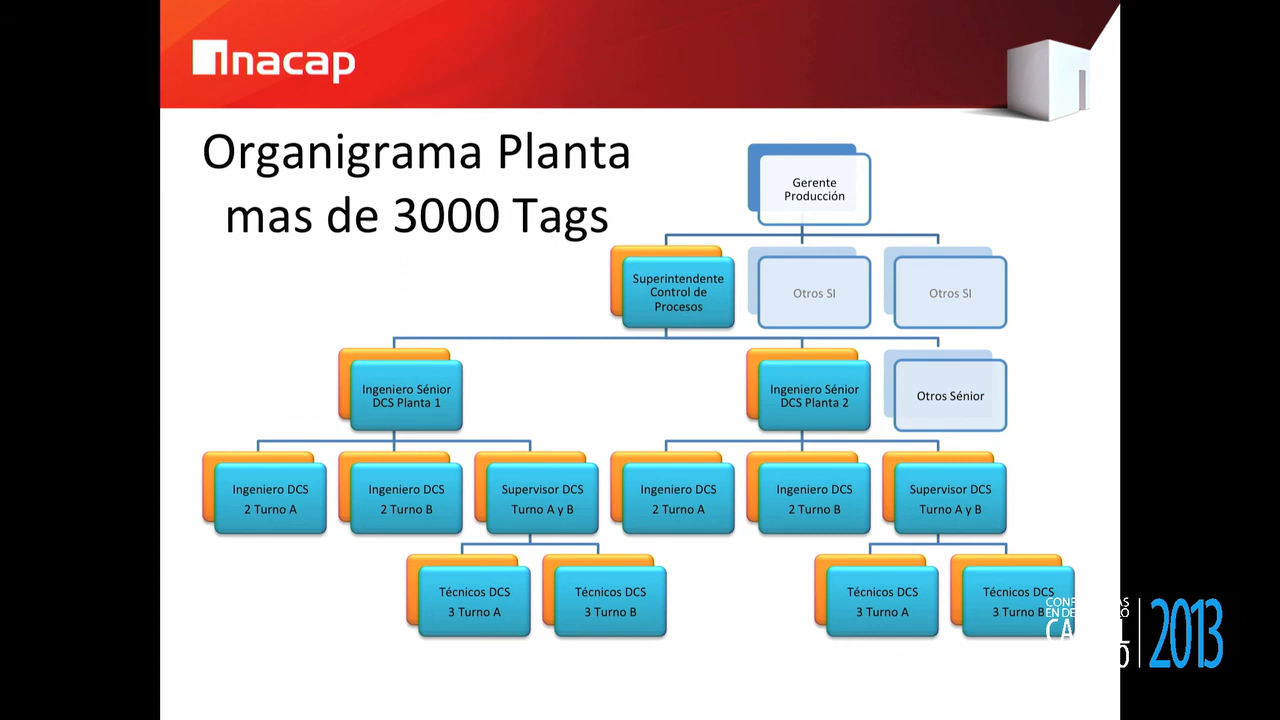 Inacap
Organigrama Planta
mas de 3000 Tags
Gerente
Producción
Superintendente
Control de
Procesos
Otros SI
Otros SI
Ingeniero Sénior
DCS Planta 1
Ingeniero Sénior
DCS Planta 2
Otros Sénior
Ingeniero DCS
2 Turno A
Ingeniero DCS
2 Turno B
Supervisor DCS
Turno A y B
Ingeniero DCS
2 Turno A
Ingeniero DCS
2 Turno B
Supervisor DCS
Turno A y B
Técnicos DCS
3 Turno A
Técnicos DCS
3 Turno B
Técnicos DCS
3 Turno A
Técnicos DCS
3 Turno B
2013